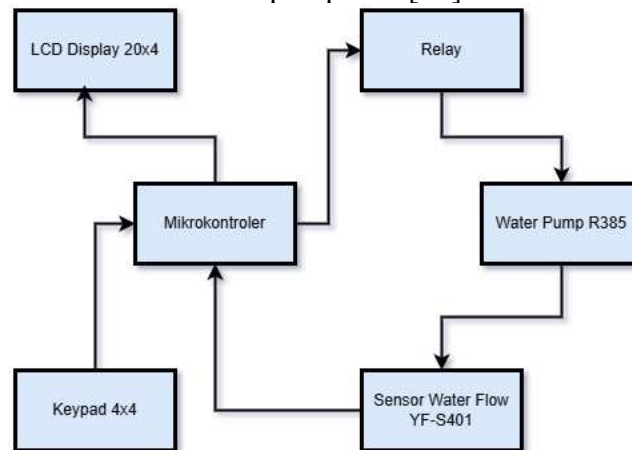 LCD Display 20x4
Relay
Mikrokontroler
Water Pump R385
Keypad 4x4
Sensor Water Flow
YF-S401